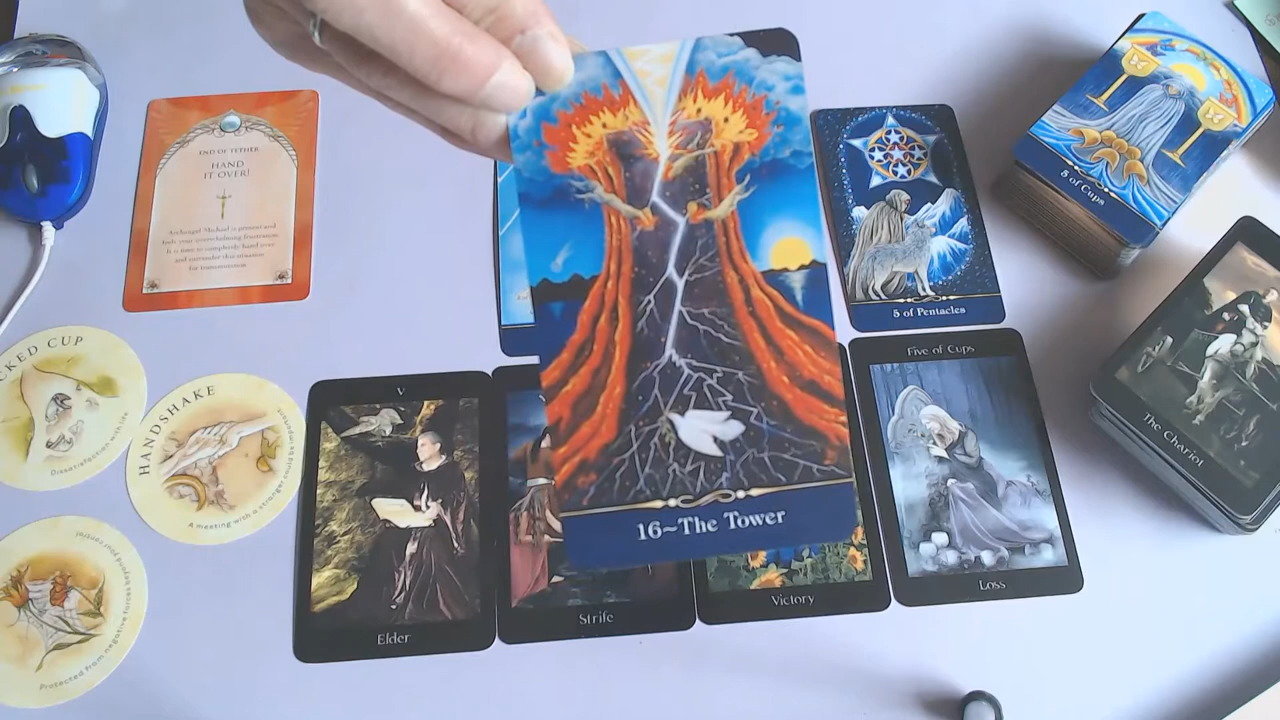 END OF TETHER
HAND
IT OVER!
Archangel Michael is present and
feels your overwhelming frustration.
It is time to completely hand over
and surrender this situation
for transmutation
CKED CUP
Dissatisfaction with life
HANDSHAKE
A meeting with a stranger could be important
Protected from negative forces beyond your control
V
Elder
Strife
16~The Tower
Victory
5 of Pentacles
Five of Cups
Loss
5 of Cups
The Chariot